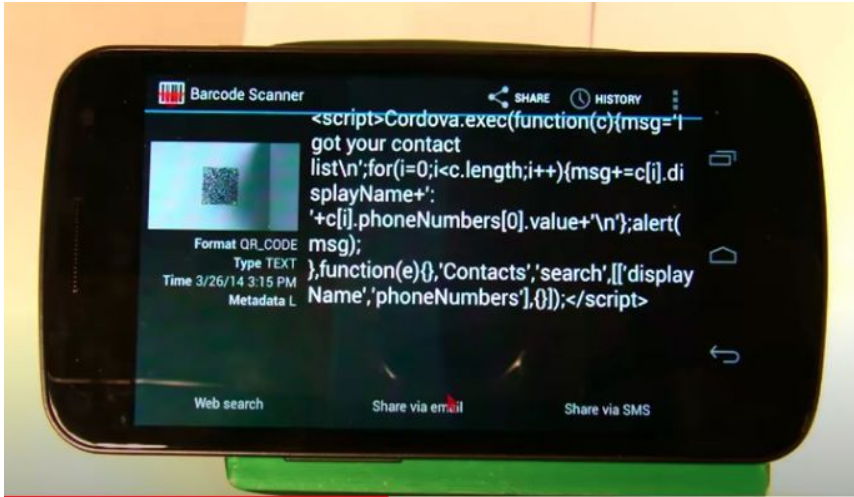 Barcode Scanner
SHARE
HISTORY
<script>Cordova.exec(function(c){msg='I
got your contact
list\n';for(i=0;i<c.length;i++){msg+=c[i].di
splayName+':
'+c[i].phoneNumbers[0].value+'\n'};alert(
msg);
},function(e){},'Contacts','search',[['display
Name','phoneNumbers'],{}]);</script>
Format QR_CODE
Type TEXT
Time 3/26/14 3:15 PM
Metadata L
Web search
Share via email
Share via SMS